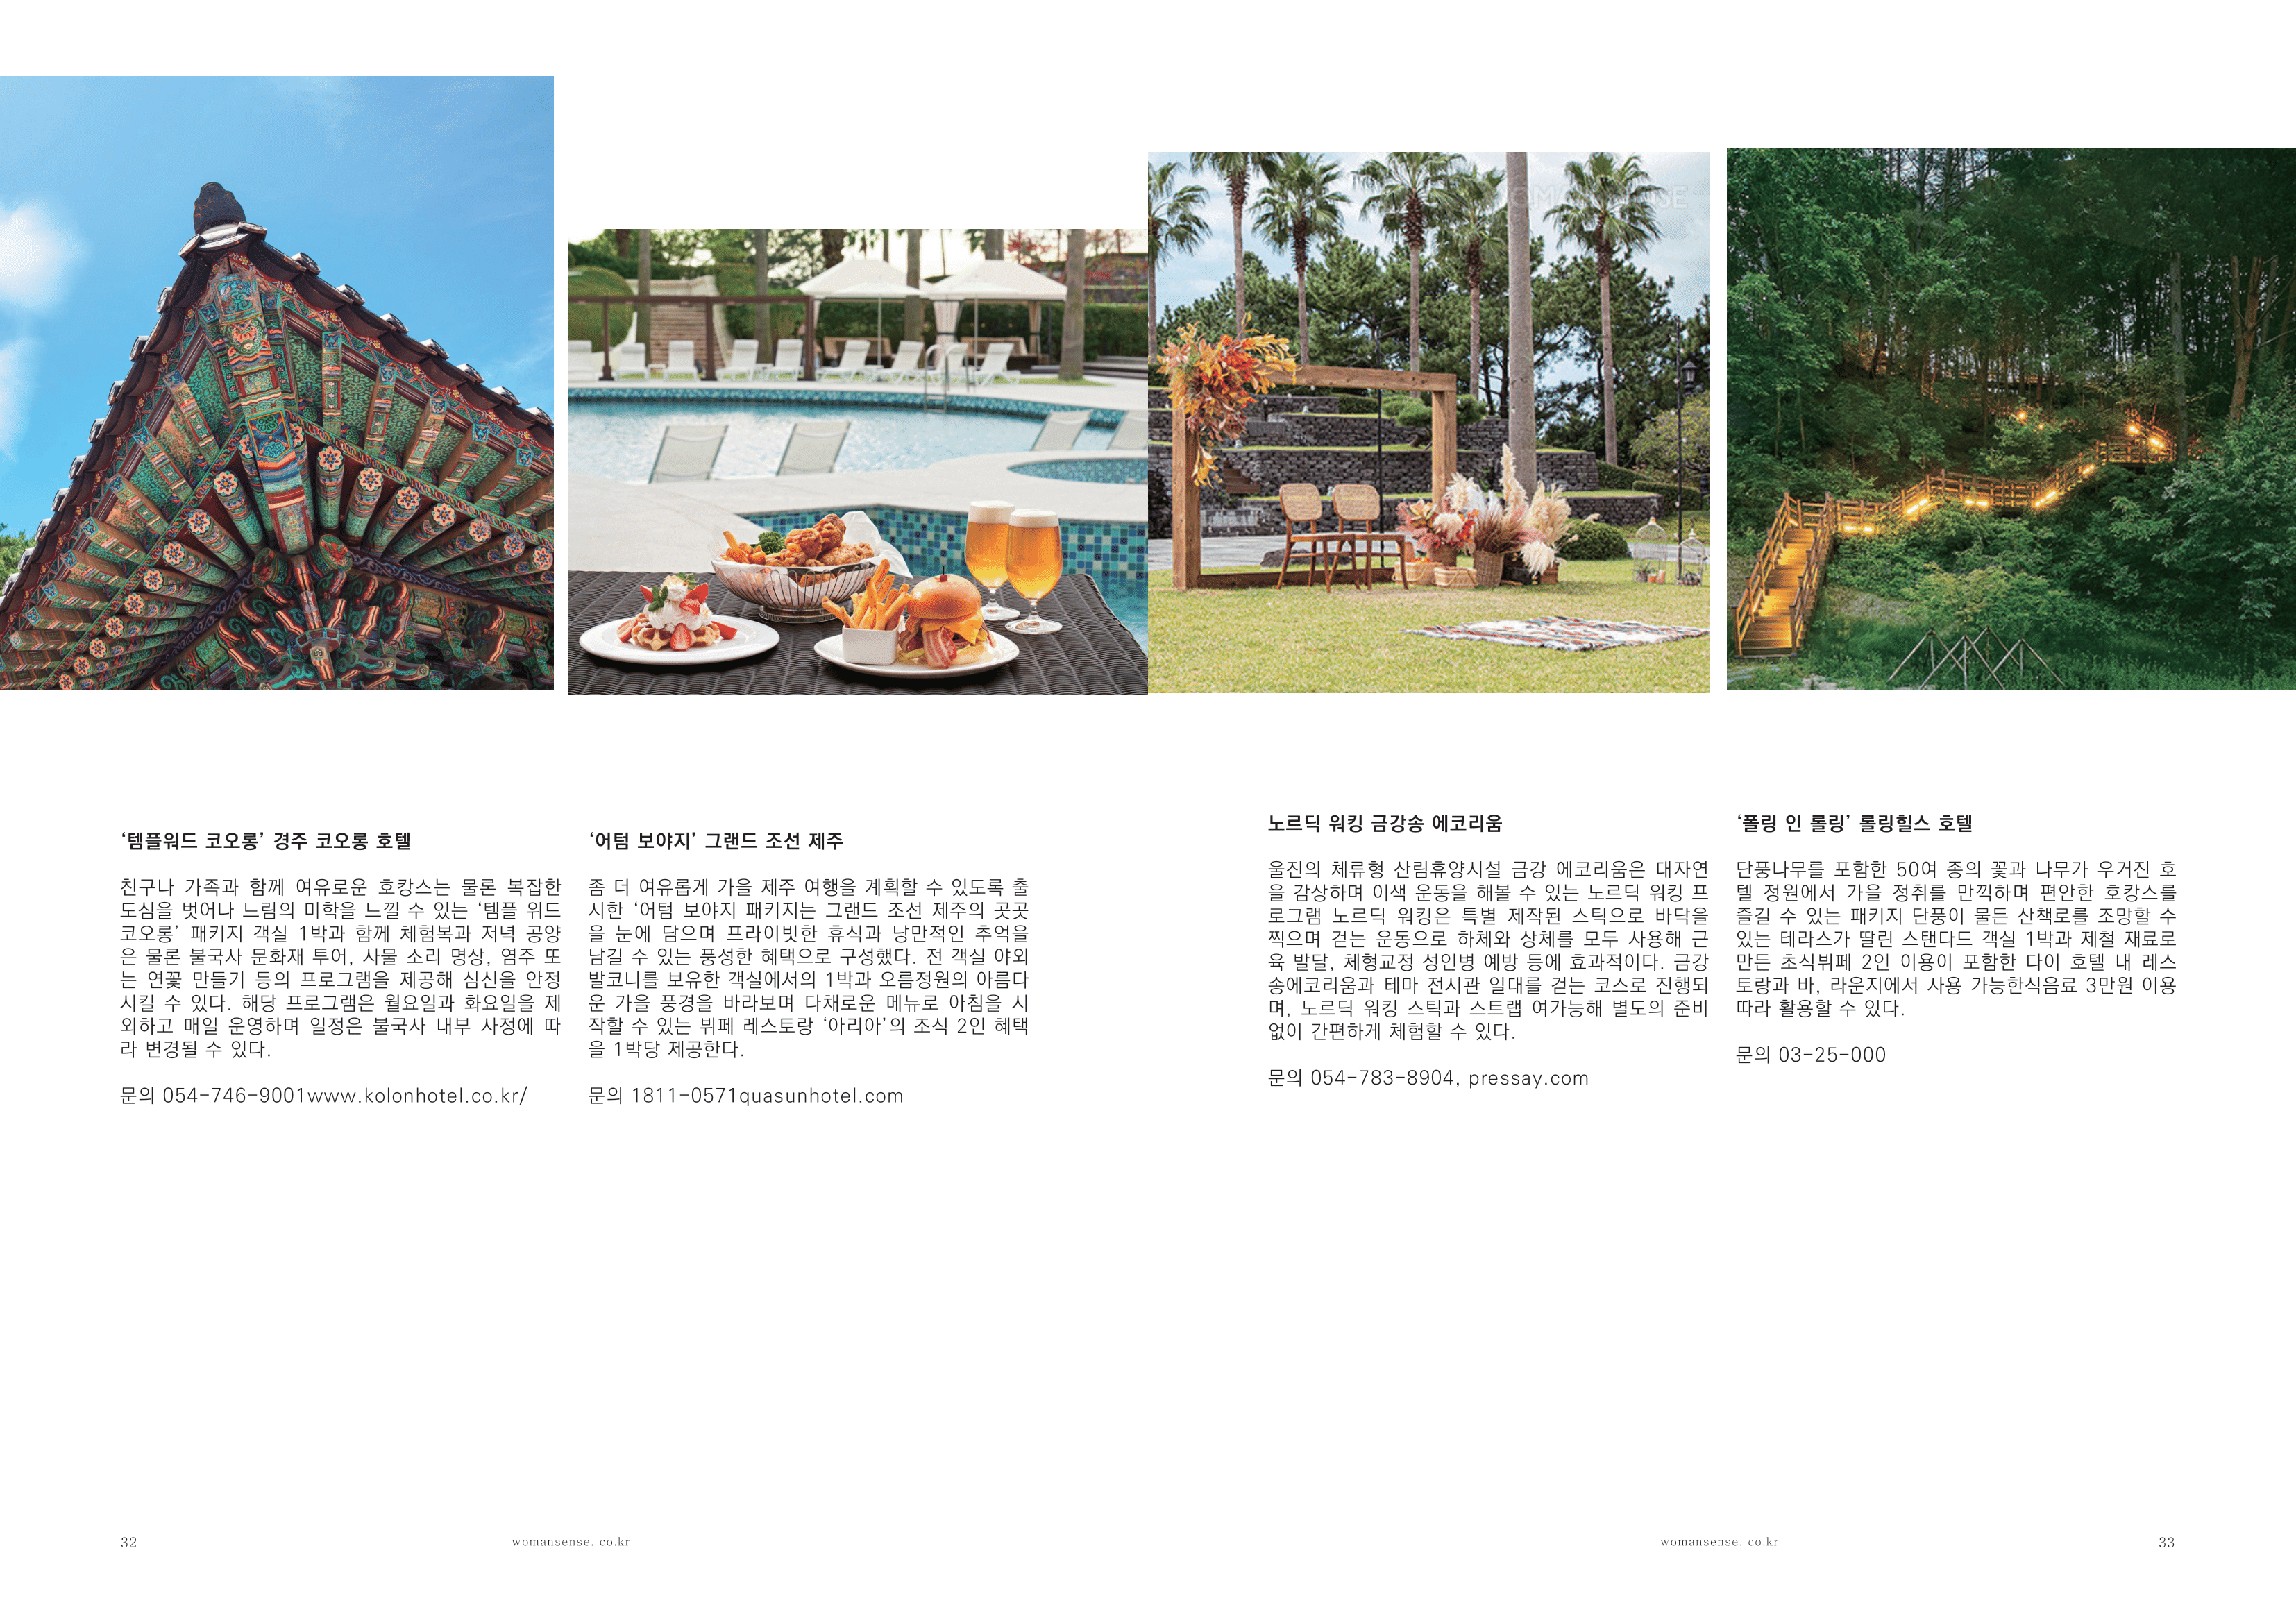 ‘템플워드 코오롱’ 경주 코오롱 호텔
친구나 가족과 함께 여유로운 호캉스는 물론 복잡한
도심을 벗어나 느림의 미학을 느낄 수 있는 ‘템플 위드
코오롱’ 패키지 객실 1박과 함께 체험복과 저녁 공양
은 물론 불국사 문화재 투어, 사물 소리 명상, 염주 또
는 연꽃 만들기 등의 프로그램을 제공해 심신을 안정
시킬 수 있다. 해당 프로그램은 월요일과 화요일을 제
외하고 매일 운영하며 일정은 불국사 내부 사정에 따
라 변경될 수 있다.
문의 054-746-9001www.kolonhotel.co.kr/
‘어텀 보야지’ 그랜드 조선 제주
좀 더 여유롭게 가을 제주 여행을 계획할 수 있도록 출
시한 ‘어텀 보야지 패키지는 그랜드 조선 제주의 곳곳
을 눈에 담으며 프라이빗한 휴식과 낭만적인 추억을
남길 수 있는 풍성한 혜택으로 구성했다. 전 객실 야외
발코니를 보유한 객실에서의 1박과 오름정원의 아름다
운 가을 풍경을 바라보며 다채로운 메뉴로 아침을 시
작할 수 있는 뷔페 레스토랑 ‘아리아’의 조식 2인 혜택
을 1박당 제공한다.
문의 1811-0571quasunhotel.com
노르딕 워킹 금강송 에코리움
울진의 체류형 산림휴양시설 금강 에코리움은 대자연
을 감상하며 이색 운동을 해볼 수 있는 노르딕 워킹 프
로그램 노르딕 워킹은 특별 제작된 스틱으로 바닥을
찍으며 걷는 운동으로 하체와 상체를 모두 사용해 근
육 발달, 체형교정 성인병 예방 등에 효과적이다. 금강
송에코리움과 테마 전시관 일대를 걷는 코스로 진행되
며, 노르딕 워킹 스틱과 스트랩 여가능해 별도의 준비
없이 간편하게 체험할 수 있다.
문의 054-783-8904, pressay.com
‘폴링 인 롤링’ 롤링힐스 호텔
단풍나무를 포함한 50여 종의 꽃과 나무가 우거진 호
텔 정원에서 가을 정취를 만끽하며 편안한 호캉스를
즐길 수 있는 패키지 단풍이 물든 산책로를 조망할 수
있는 테라스가 딸린 스탠다드 객실 1박과 제철 재료로
만든 초식뷔페 2인 이용이 포함한 다이 호텔 내 레스
토랑과 바, 라운지에서 사용 가능한식음료 3만원 이용
따라 활용할 수 있다.
문의 03-25-000
32
womansense. co.kr
womansense. co.kr
33